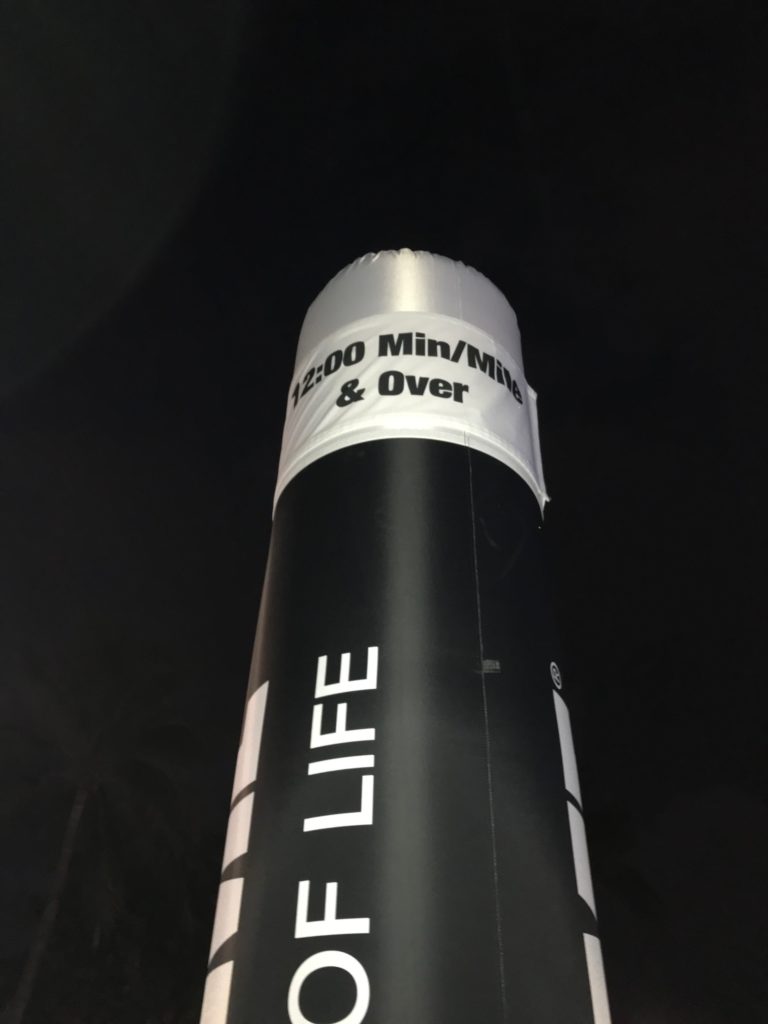 12:00 Min/Mile
& Over
OF LIFE
®